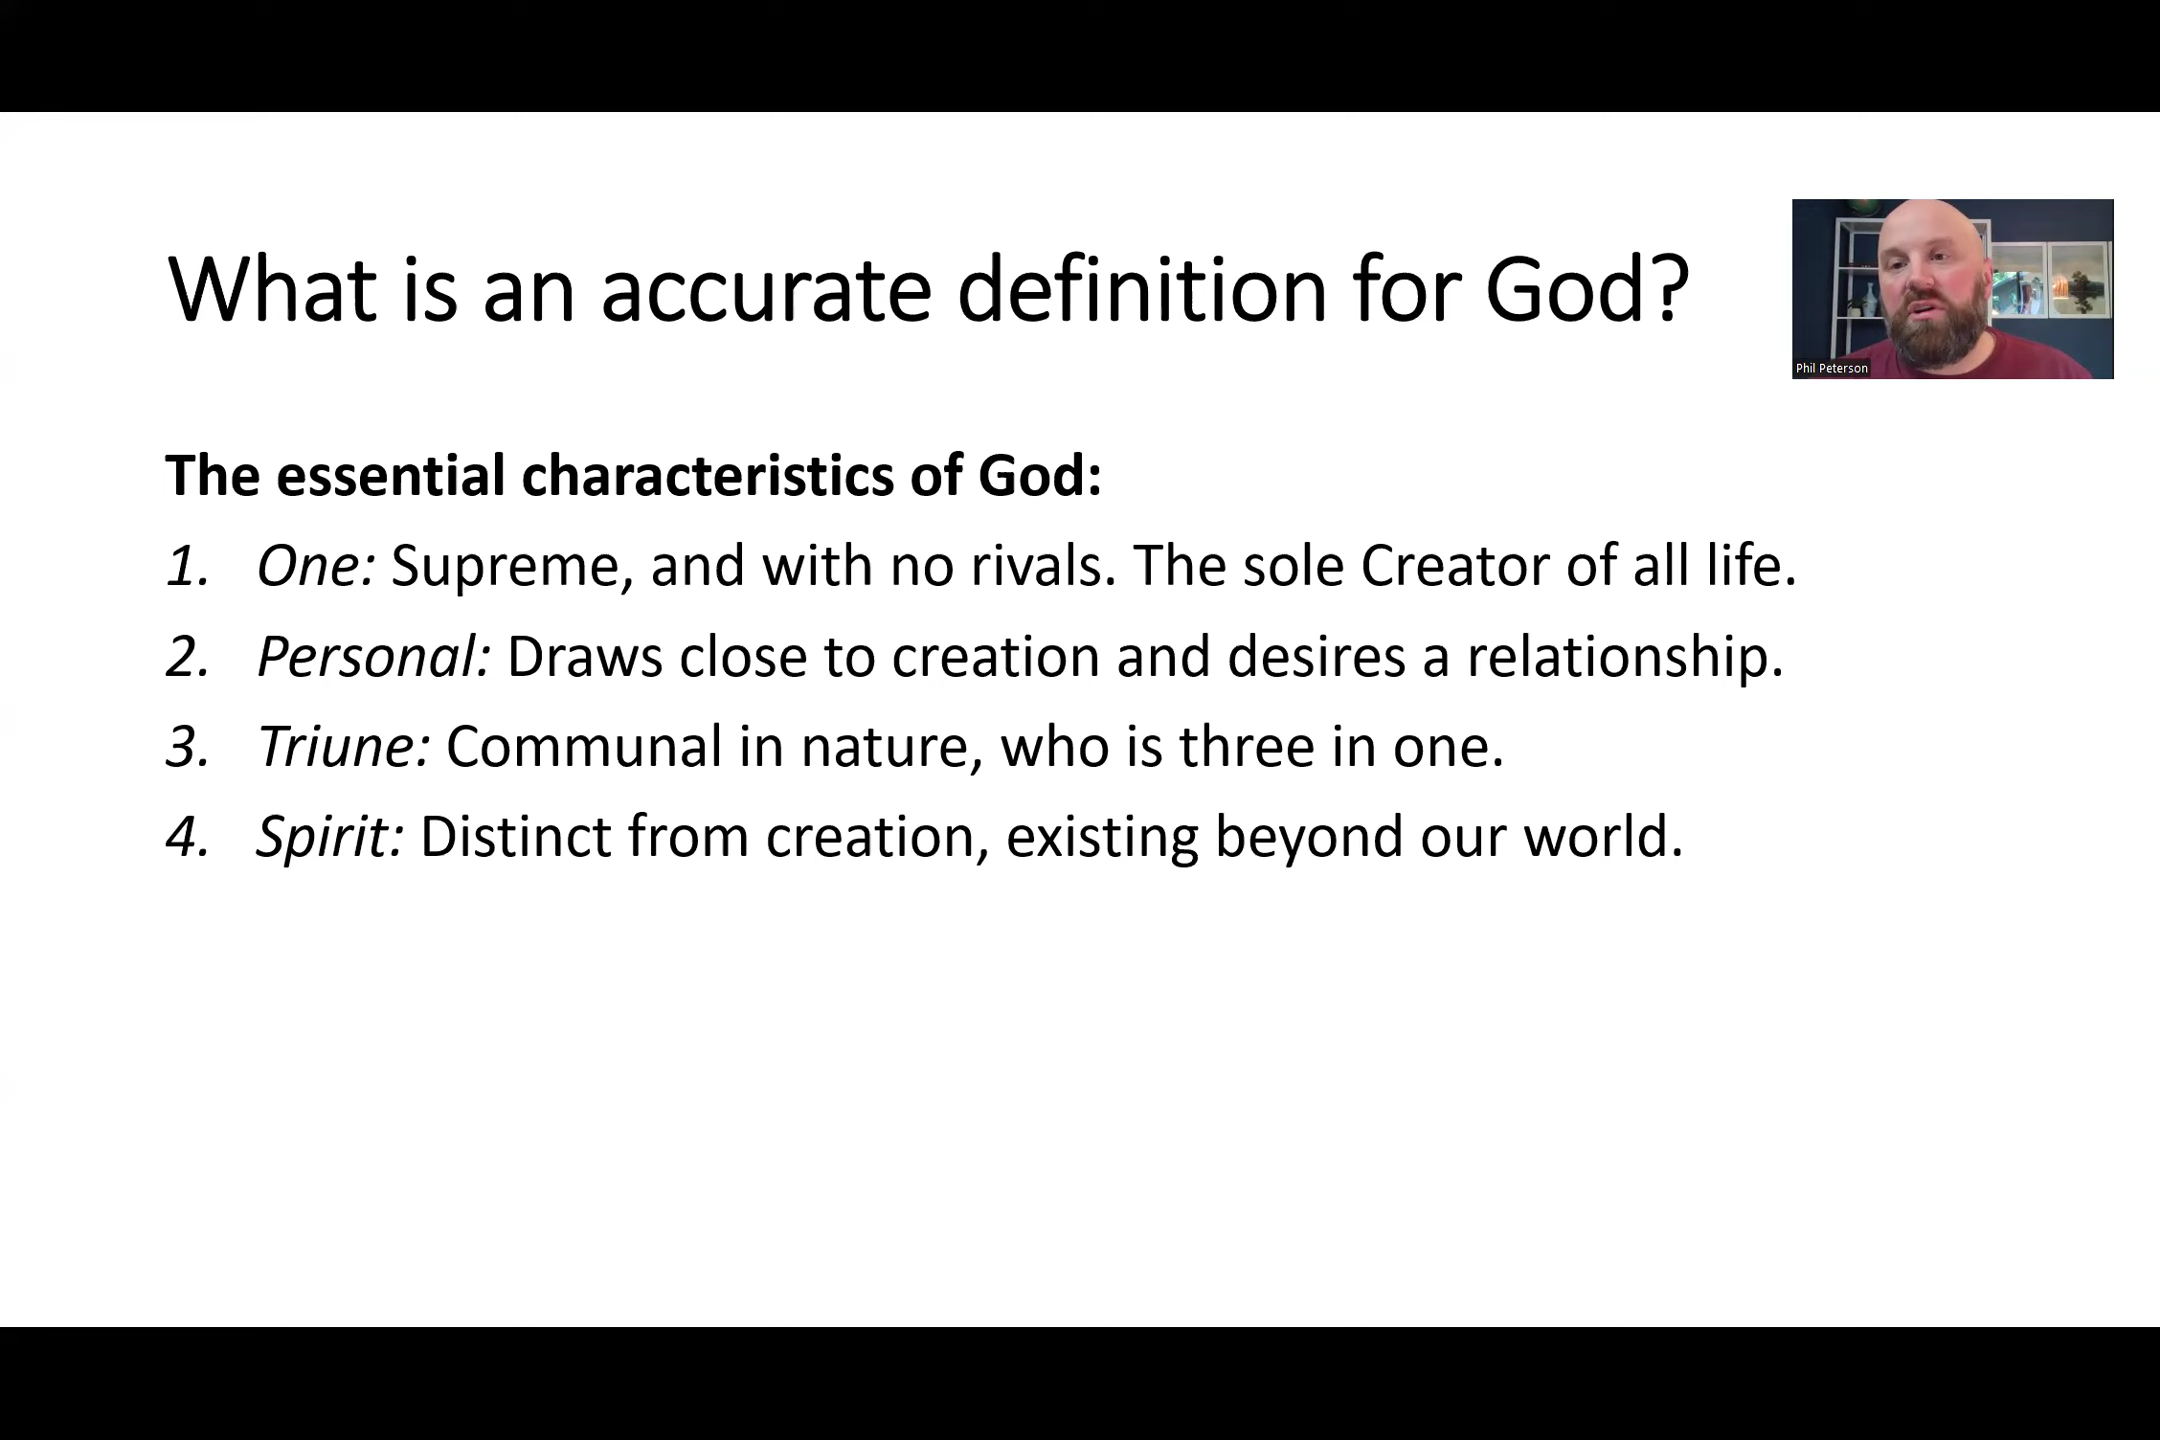 What is an accurate definition for God?
Phil Peterson
The essential characteristics of God:
1. One: Supreme, and with no rivals. The sole Creator of all life.
2. Personal: Draws close to creation and desires a relationship.
3. Triune: Communal in nature, who is three in one.
4. Spirit: Distinct from creation, existing beyond our world.